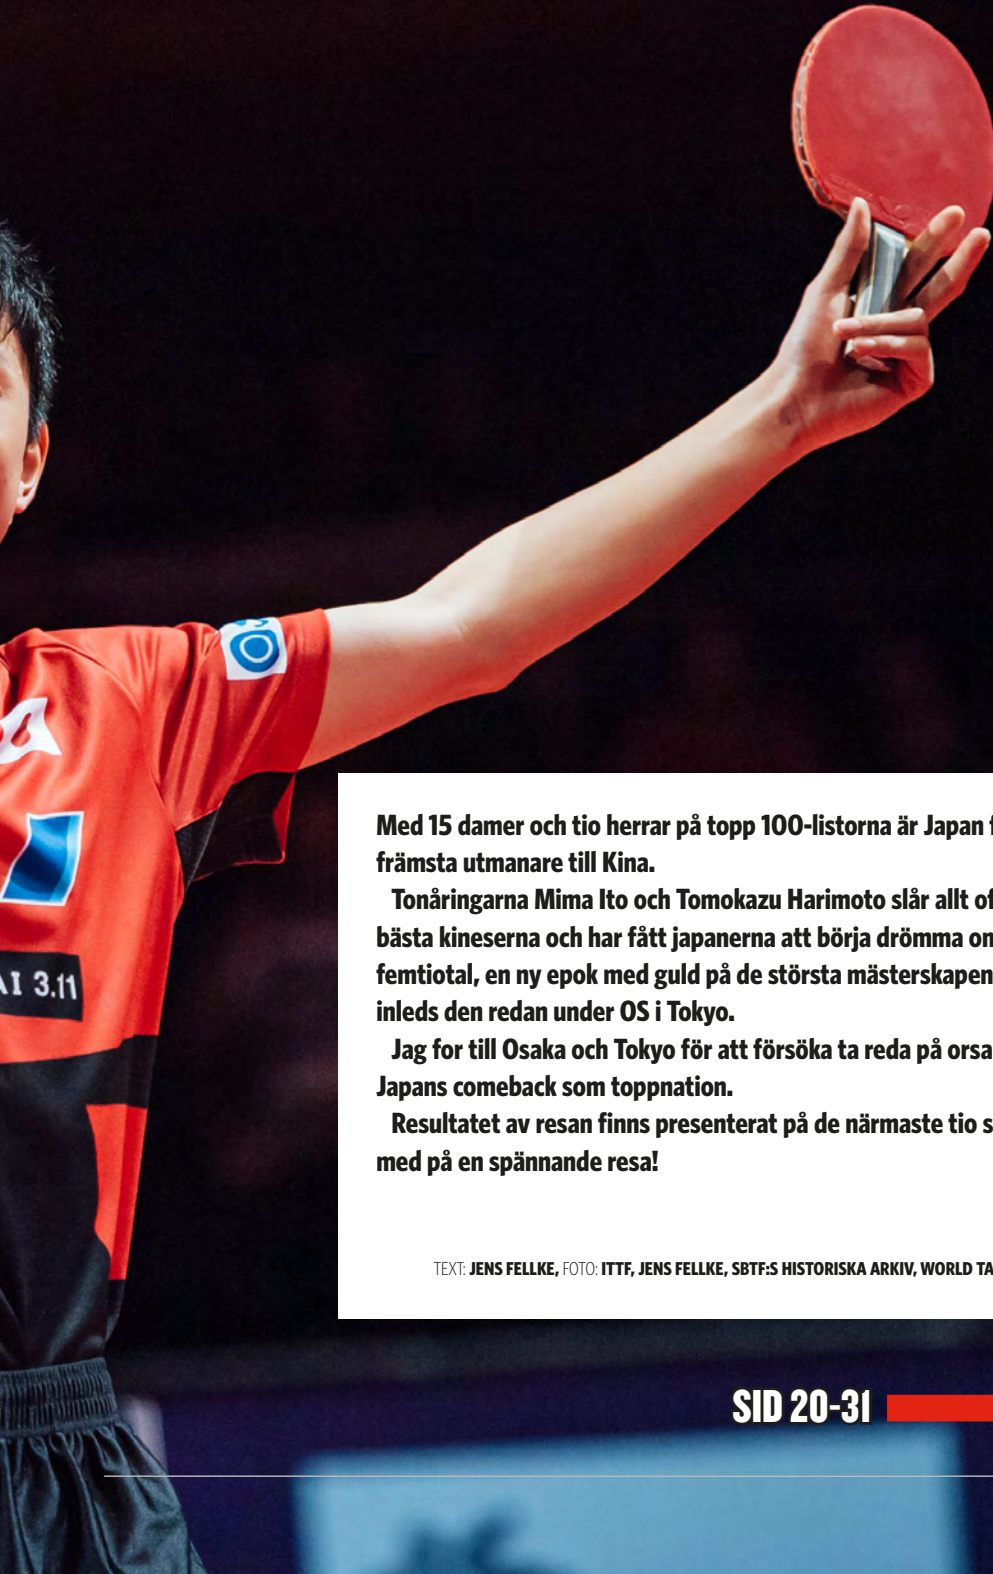 AI 3.11
Med 15 damer och tio herrar på topp 100-listorna är Japan
främsta utmanare till Kina.
Tonåringarna Mima Ito och Tomokazu Harimoto slår allt
bästa kineserna och har fått japanerna att börja drömma
femtiotal, en ny epok med guld på de största mästerskapen
inleds den redan under OS i Tokyo.
Jag for till Osaka och Tokyo för att försöka ta reda på
Japans comeback som toppnation.
Resultatet av resan finns presenterat på de närmaste tio
med på en spännande resa!
TEXT: JENS FELLKE, FOTO: ITTF, JENS FELLKE, SBTF:S HISTORISKA ARKIV, WORLD
SID 20-31